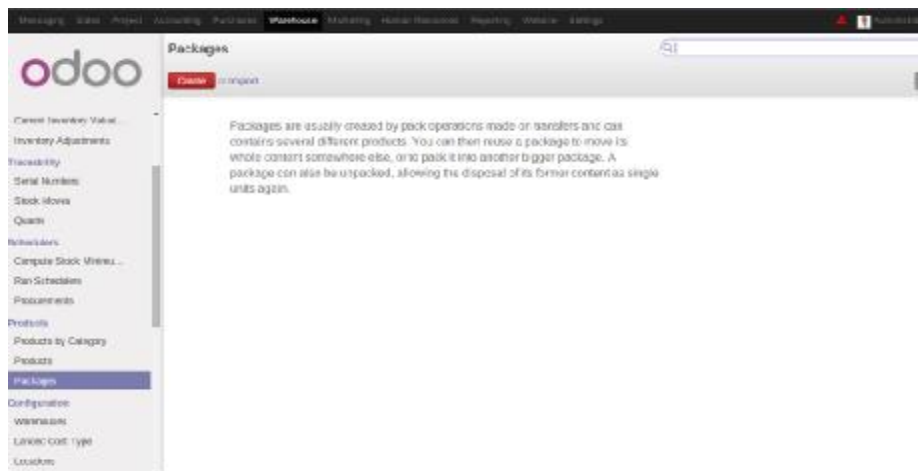 Messaging Sales Project Accounting Purchases Warehouse Marketing Human Resources Reporting Website Settings
odoo
Packages
Create or Import
Current Inventory Valuat...
Inventory Adjustments
Traceability
Serial Numbers
Stock Moves
Quants
Schedulers
Compute Stock Minimu...
Run Schedulers
Procurements
Products
Products by Category
Products
Packages
Configuration
Warehouses
Landed Cost Type
Locations
Packages are usually created by pack operations made on transfers and can
contains several different products. You can then reuse a package to move its
whole content somewhere else, or to pack it into another bigger package. A
package can also be unpacked, allowing the disposal of its former content as single
units again.